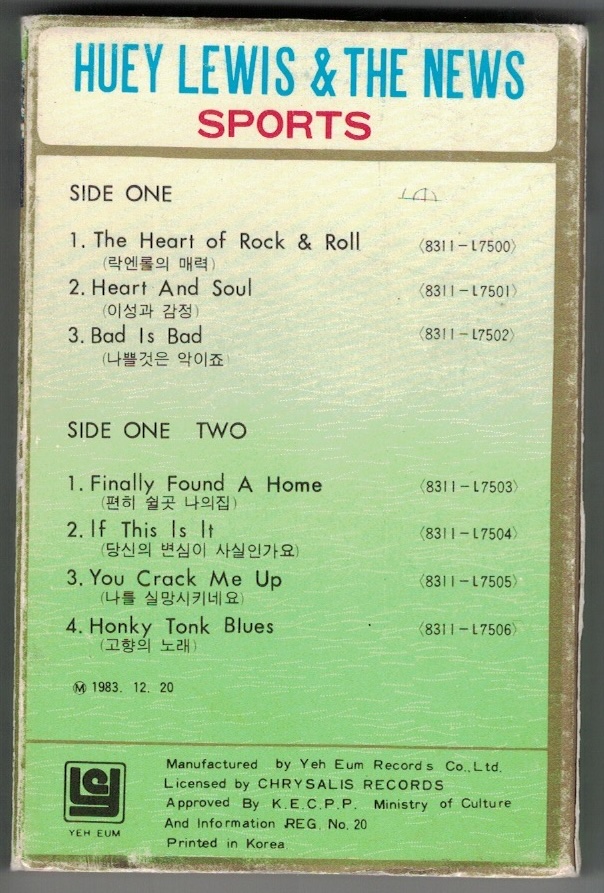 HUEY LEWIS & THE NEWS
SPORTS
SIDE ONE
1. The Heart of Rock & Roll 〈8311-L7500〉
(락엔롤의 매력)
2. Heart And Soul 〈8311-L7501〉
(이성과 감정)
3. Bad Is Bad 〈8311-L7502〉
(나쁠것은 악이죠)
SIDE ONE TWO
1. Finally Found A Home 〈8311-L7503〉
(편히 쉴곳 나의집)
2. If This Is It 〈8311-L7504〉
(당신의 변심이 사실인가요)
3. You Crack Me Up 〈8311-L7505〉
(나를 실망시키네요)
4. Honky Tonk Blues 〈8311-L7506〉
(고향의 노래)
Ⓜ 1983. 12. 20
YEH EUM
Manufactured by Yeh Eum Records Co., Ltd.
Licensed by CHRYSALIS RECORDS
Approved By K.E.C.P.P. Ministry of Culture
And Information REG. No. 20
Printed in Korea